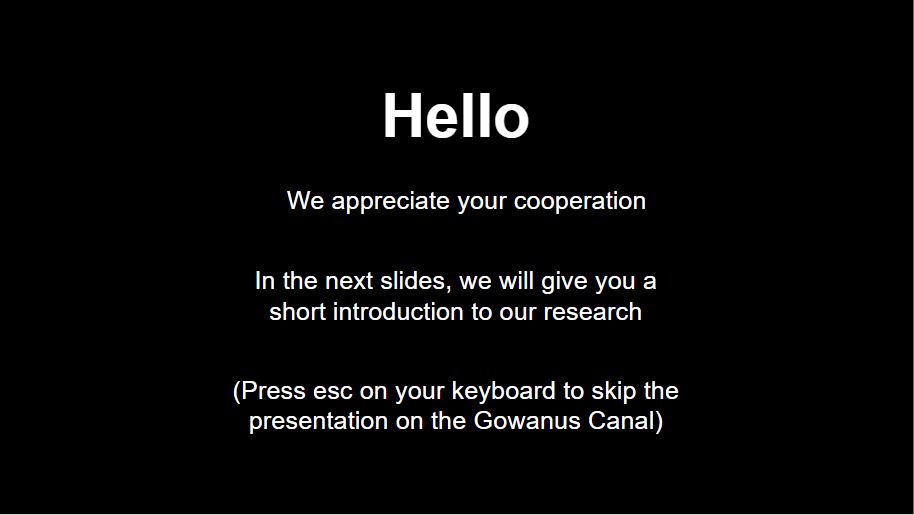 Hello
We appreciate your cooperation
In the next slides, we will give you a
short introduction to our research
(Press esc on your keyboard to skip the
presentation on the Gowanus Canal)